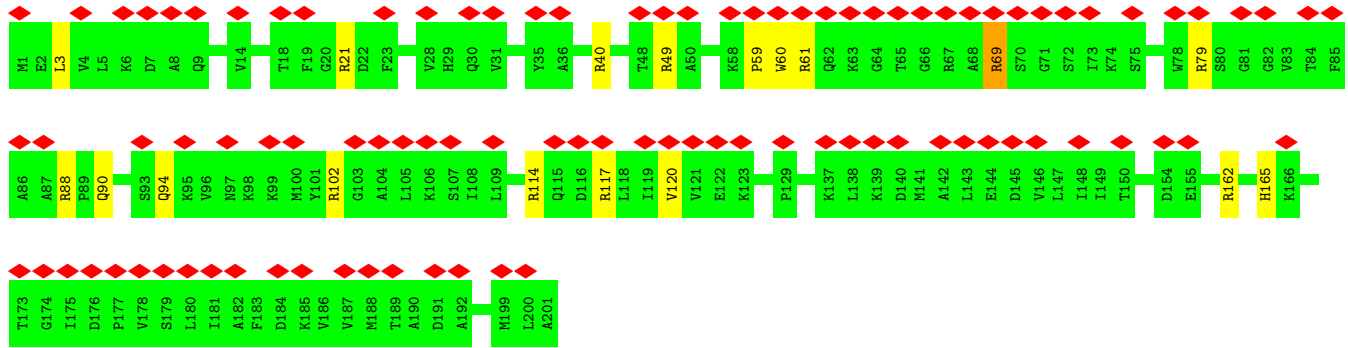 M1 E2 L3 V4 L5 K6 D7 A8 Q9 V14 T18 F19 G20 R21 D22 F23 V28 H29 Q30 V31 Y35 A36 R40 T48 R49 A50 K58 P59 W60 R61 Q62 K63 G64 T65 G66 R67 A68 R69 S70 G71 S72 I73 K74 S75 W78 R79 S80 G81 G82 V83 T84 F85
A86 A87 R88 P89 Q90 S93 Q94 K95 V96 N97 K98 K99 M100 Y101 R102 G103 A104 L105 K106 S107 I108 L109 R114 Q115 D116 R117 L118 I119 V120 V121 E122 K123 P129 K137 L138 K139 D140 M141 A142 L143 E144 D145 V146 L147 I148 I149 T150 D154 E155 R162 H165 K166
T173 G174 I175 D176 P177 V178 S179 L180 I181 A182 F183 D184 K185 V186 V187 M188 T189 A190 D191 A192 M199 L200 A201